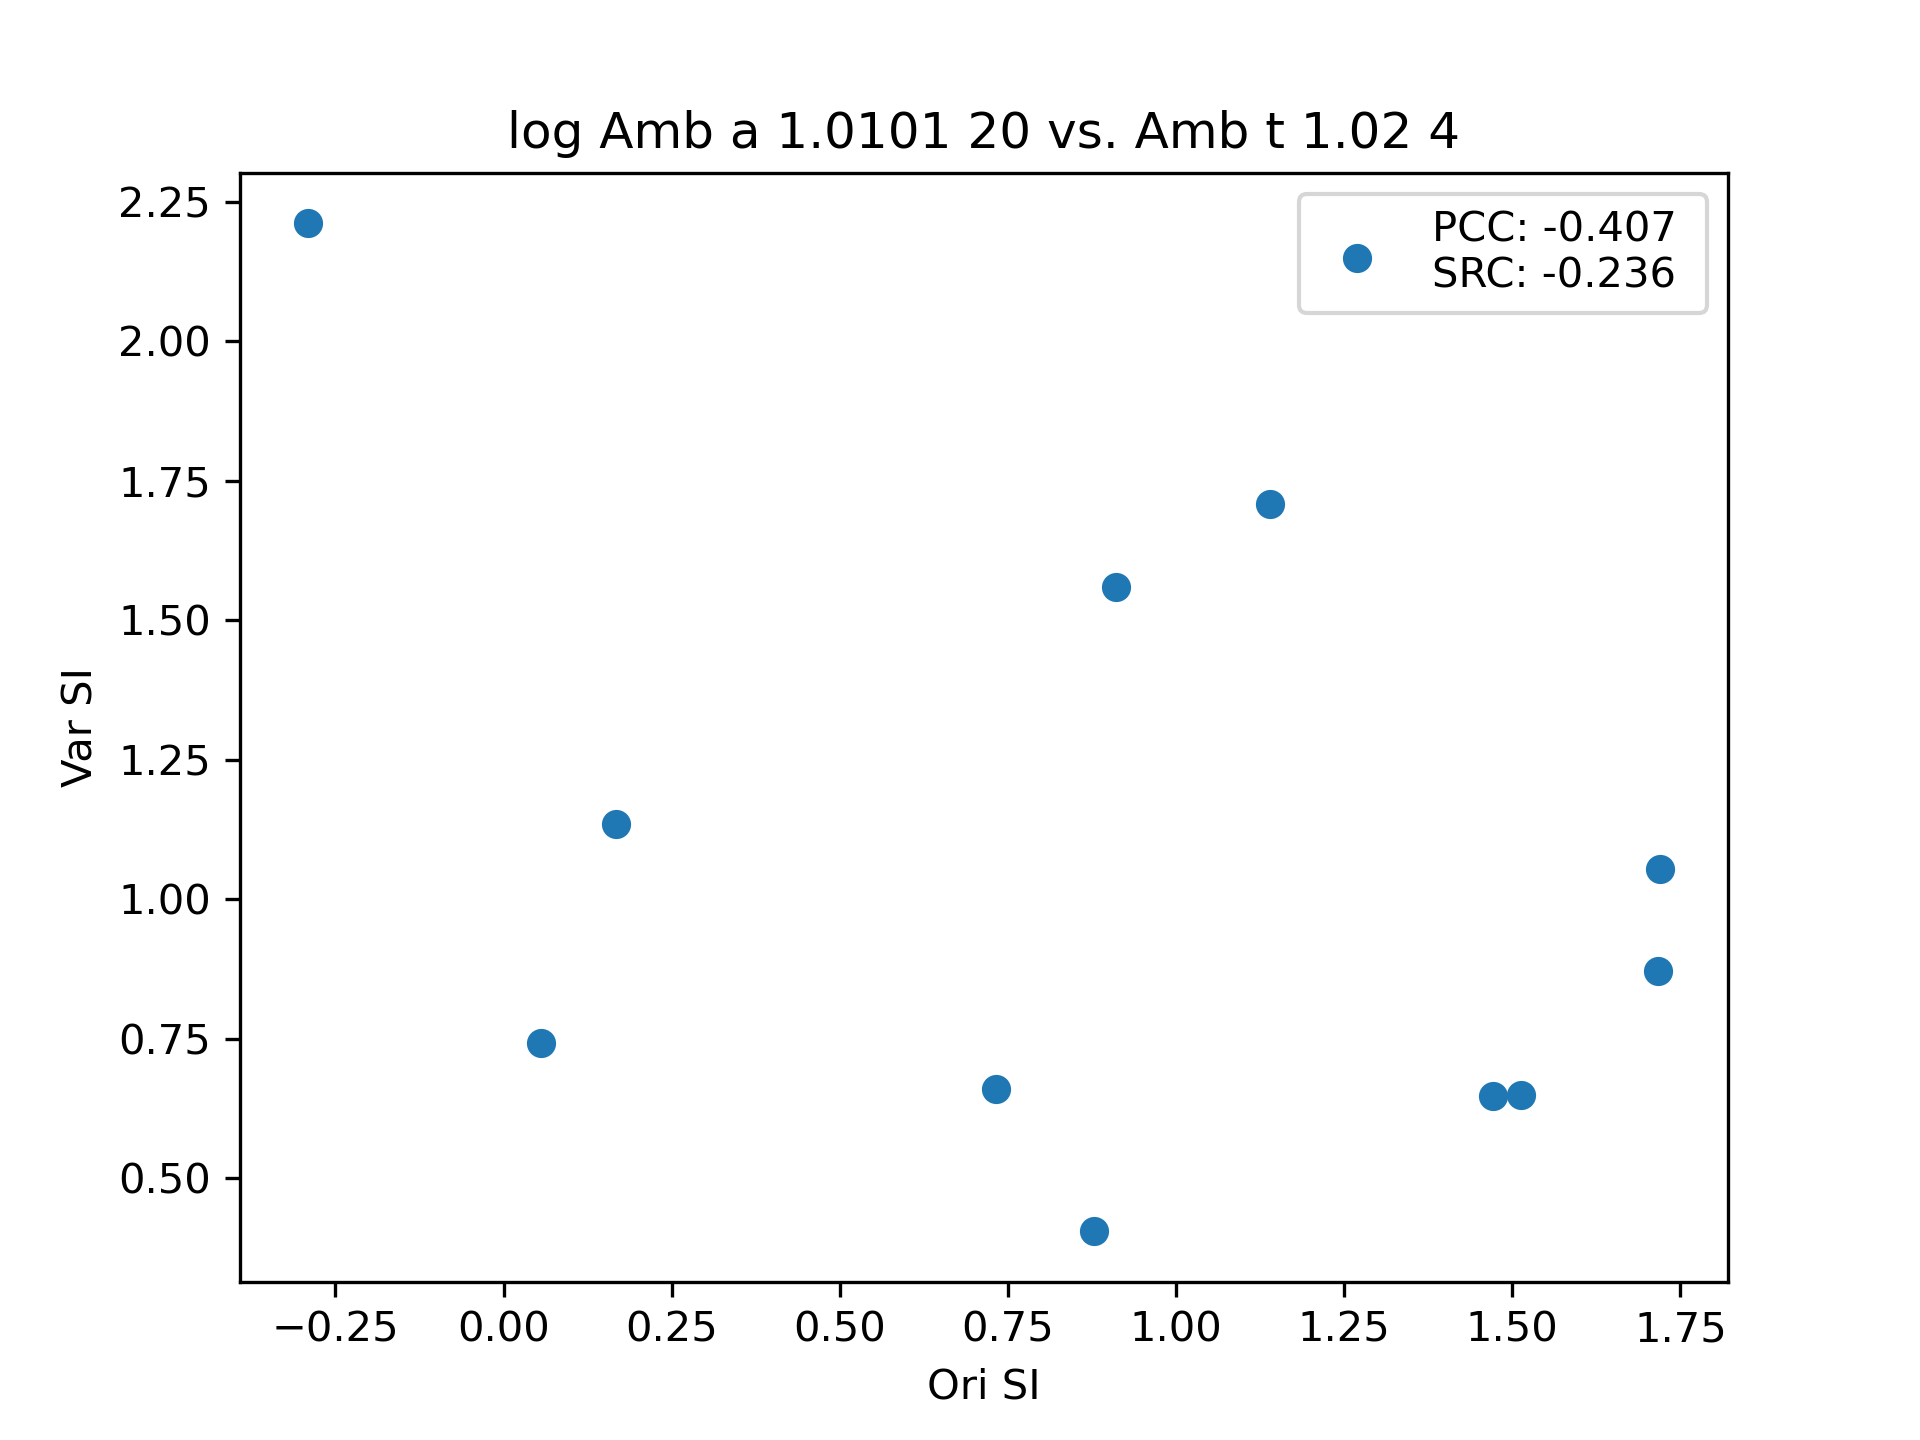 log Amb a 1.0101 20 vs. Amb t 1.02 4
PCC: -0.407
SRC: -0.236
2.25
2.00
1.75
1.50
1.25
1.00
0.75
0.50
Var SI
−0.25 0.00 0.25 0.50 0.75 1.00 1.25 1.50 1.75
Ori SI